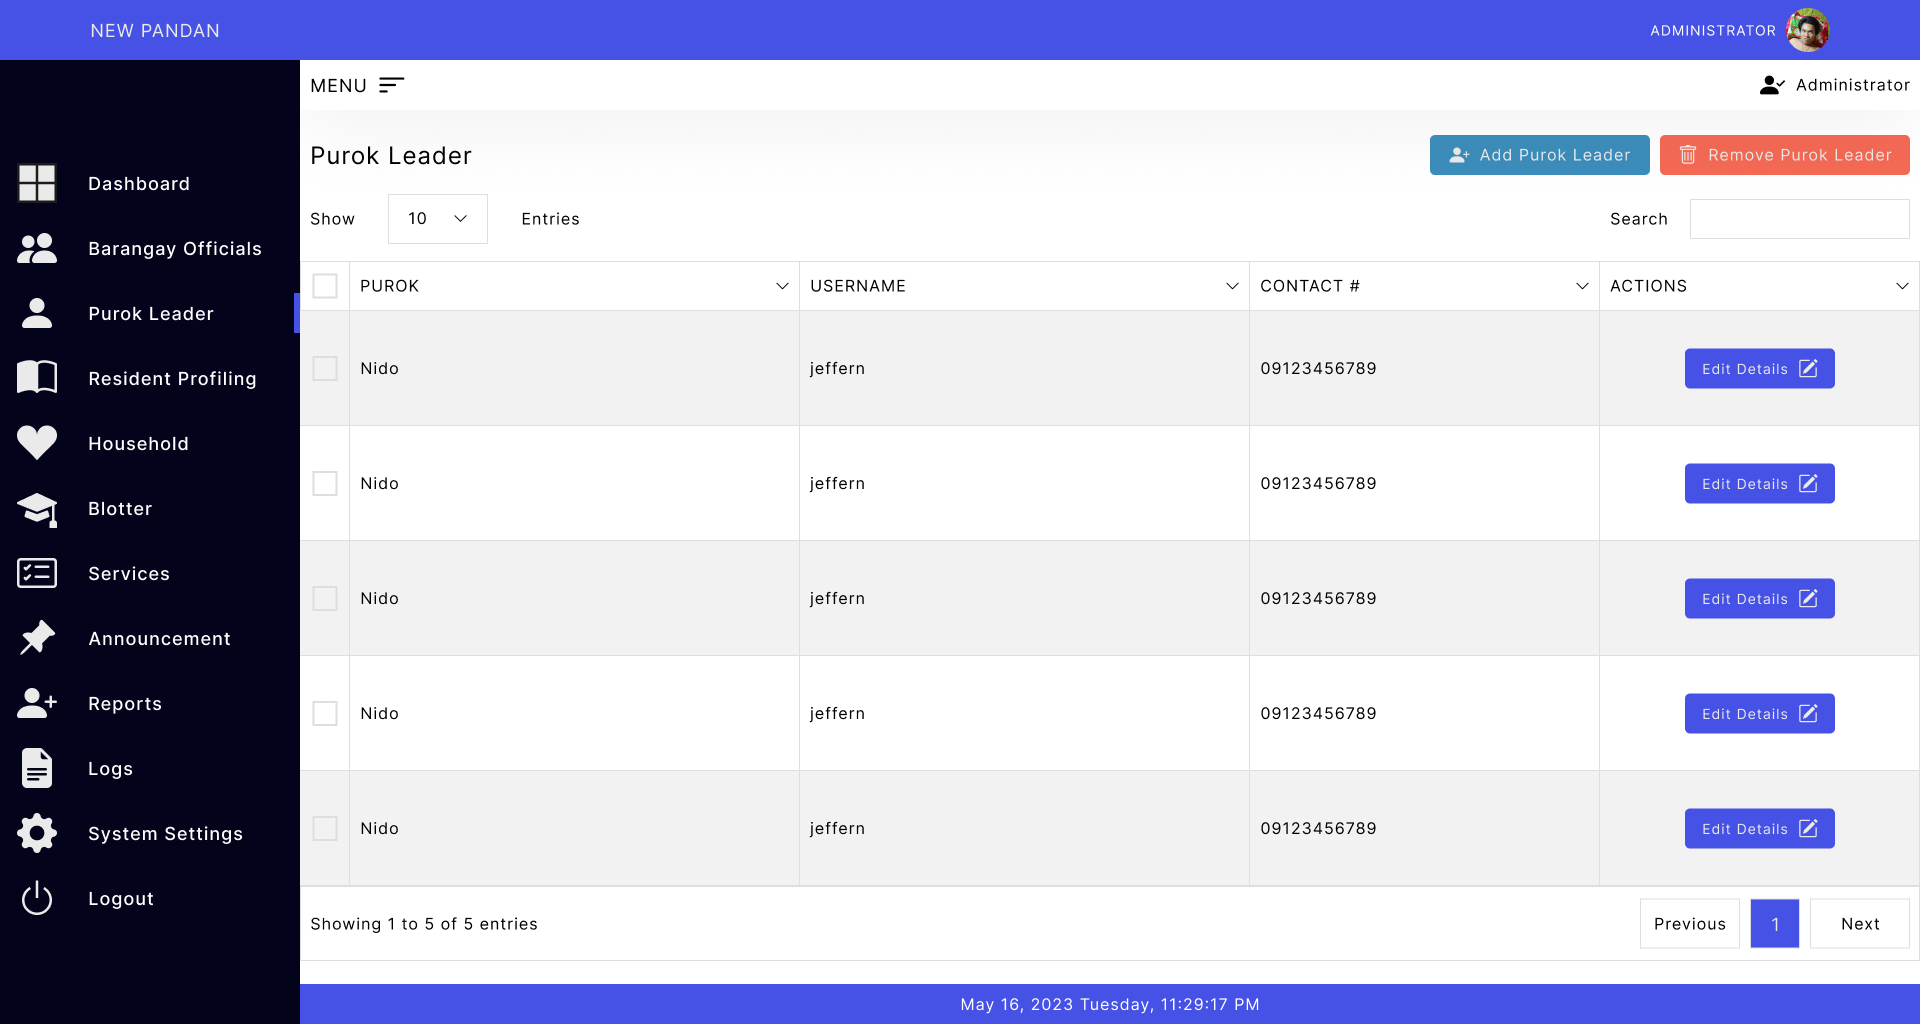 NEW PANDAN
ADMINISTRATOR
MENU
Administrator
Dashboard
Barangay Officials
Purok Leader
Resident Profiling
Household
Blotter
Services
Announcement
Reports
Logs
System Settings
Logout
Purok Leader
Add Purok Leader
Remove Purok Leader
Show 10 Entries
Search
PUROK USERNAME CONTACT # ACTIONS
Nido jeffern 09123456789 Edit Details
Nido jeffern 09123456789 Edit Details
Nido jeffern 09123456789 Edit Details
Nido jeffern 09123456789 Edit Details
Nido jeffern 09123456789 Edit Details
Showing 1 to 5 of 5 entries
Previous 1 Next
May 16, 2023 Tuesday, 11:29:17 PM